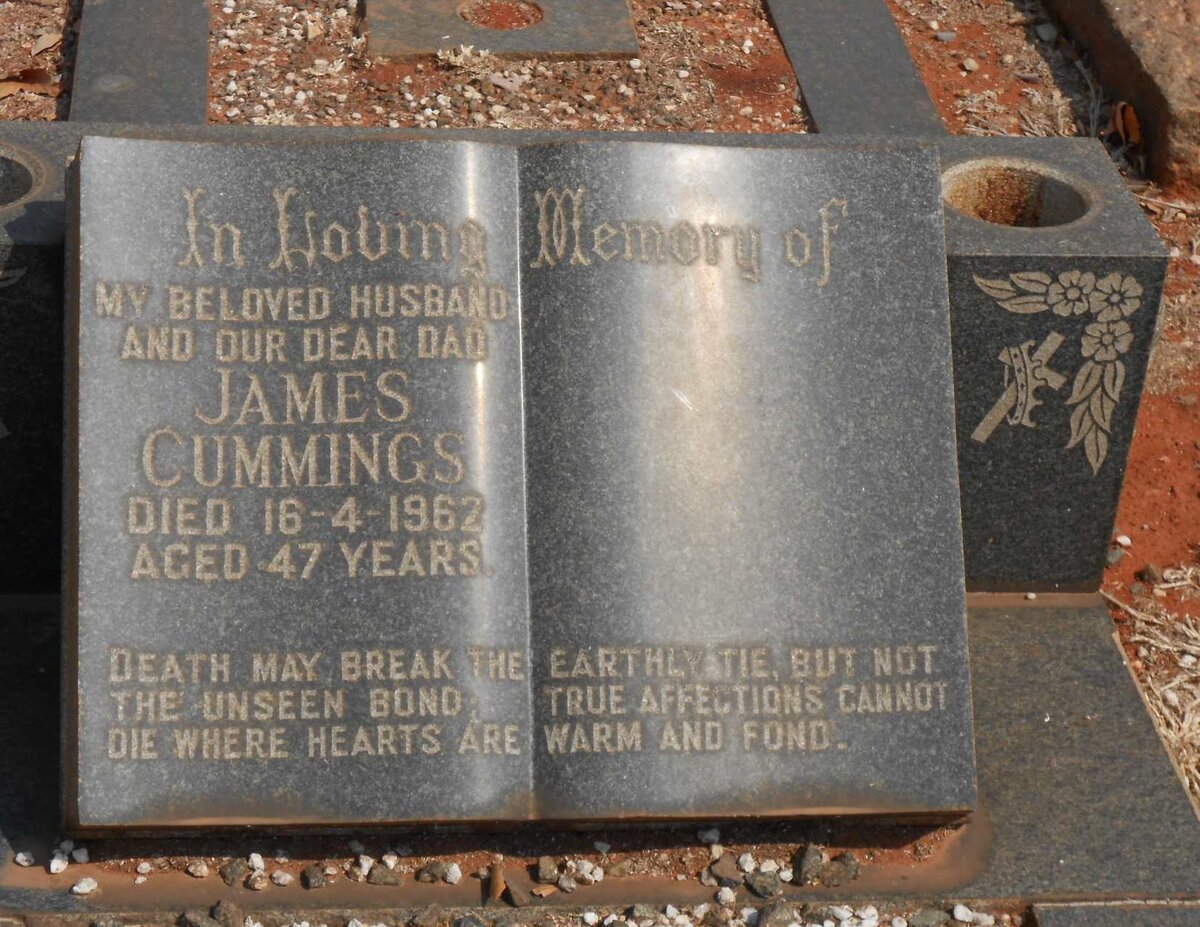 In Loving Memory of
MY BELOVED HUSBAND
AND OUR DEAR DAD
JAMES
CUMMINGS
DIED 16-4-1962
AGED 47 YEARS.
DEATH MAY BREAK THE EARTHLY TIE, BUT NOT
THE UNSEEN BOND; TRUE AFFECTIONS CANNOT
DIE WHERE HEARTS ARE WARM AND FOND.